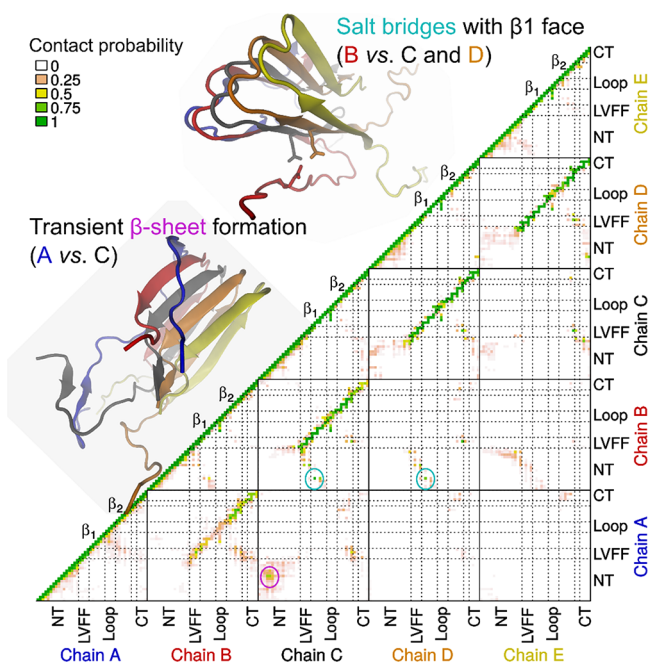 Salt bridges with β1 face
(B vs. C and D)
Contact probability
0
0.25
0.5
0.75
1
Transient β-sheet formation
(A vs. C)
CT
β2
Loop
β1
LVFF
NT
Chain E
CT
β2
Loop
β1
LVFF
NT
Chain D
CT
β2
Loop
β1
LVFF
NT
Chain C
CT
β2
Loop
β1
LVFF
NT
Chain B
CT
β2
Loop
β1
LVFF
NT
Chain A
NT LVFF Loop CT NT LVFF Loop CT NT LVFF Loop CT NT LVFF Loop CT NT LVFF Loop CT
Chain A Chain B Chain C Chain D Chain E